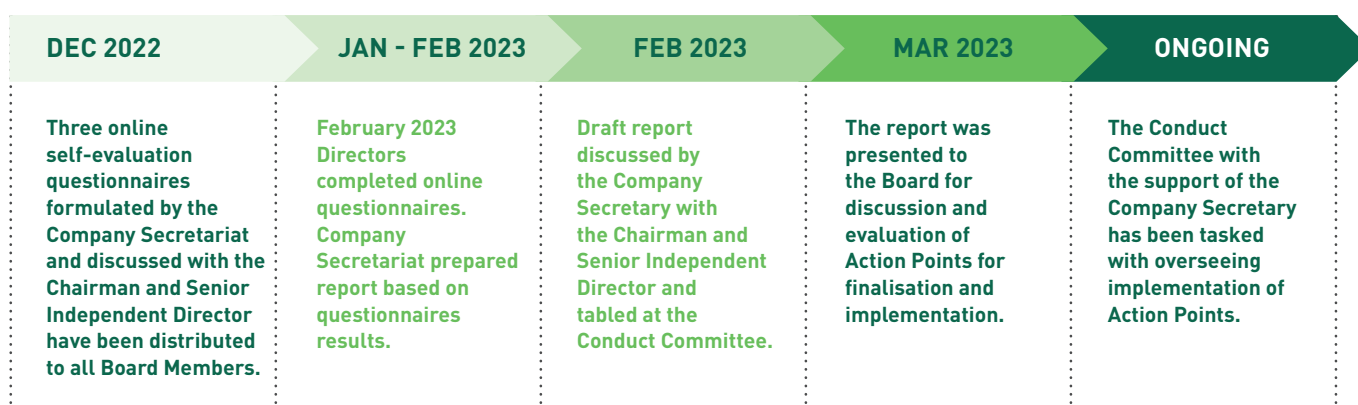 DEC 2022
JAN - FEB 2023
FEB 2023
MAR 2023
ONGOING
Three online
self-evaluation
questionnaires
formulated by the
Company Secretariat
and discussed with the
Chairman and Senior
Independent Director
have been distributed
to all Board Members.
February 2023
Directors
completed online
questionnaires.
Company
Secretariat prepared
report based on
questionnaires
results.
Draft report
discussed by
the Company
Secretary with
the Chairman and
Senior Independent
Director and
tabled at the
Conduct Committee.
The report was
presented to
the Board for
discussion and
evaluation of
Action Points for
finalisation and
implementation.
The Conduct
Committee with
the support of the
Company Secretary
has been tasked
with overseeing
implementation of
Action Points.